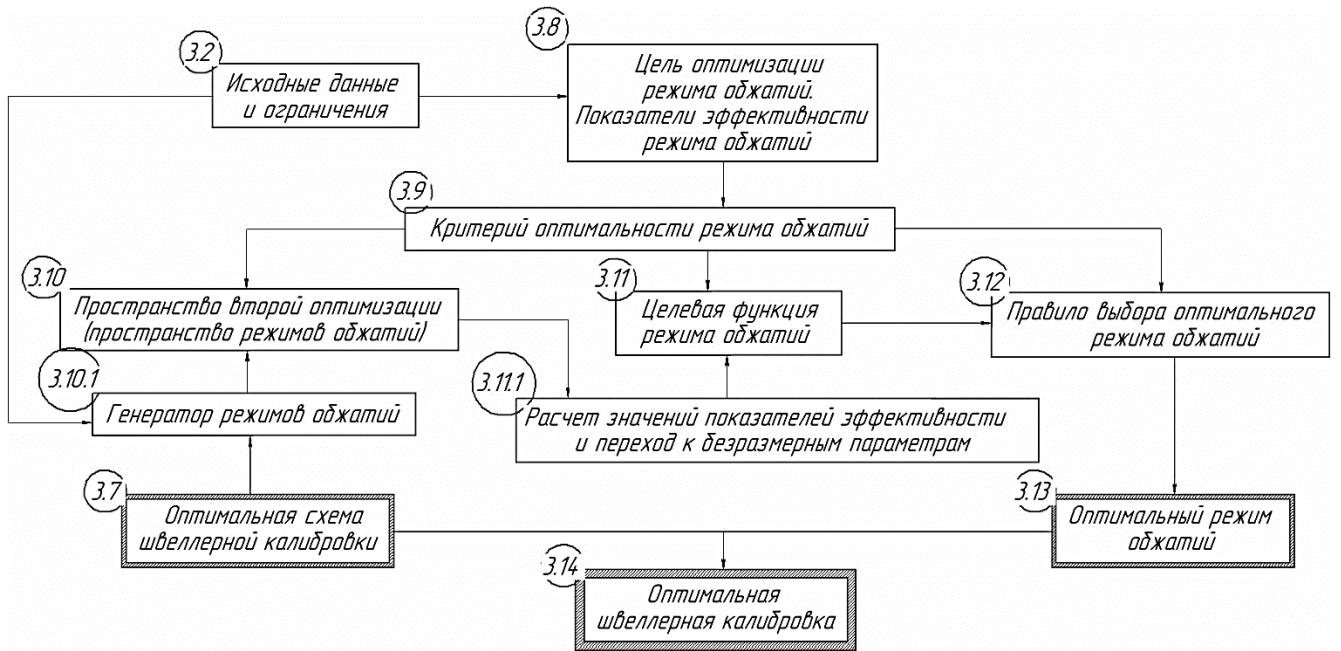 3.2
Исходные данные
и ограничения
3.8
Цель оптимизации
режима обжатий.
Показатели эффективности
режима обжатий
3.9
Критерий оптимальности режима обжатий
3.10
Пространство второй оптимизации
(пространство режимов обжатий)
3.11
Целевая функция
режима обжатий
3.12
Правило выбора оптимального
режима обжатий
3.10.1
Генератор режимов обжатий
3.11.1
Расчет значений показателей эффективности
и переход к безразмерным параметрам
3.7
Оптимальная схема
швеллерной калибровки
3.13
Оптимальный режим
обжатий
3.14
Оптимальная
швеллерная калибровка